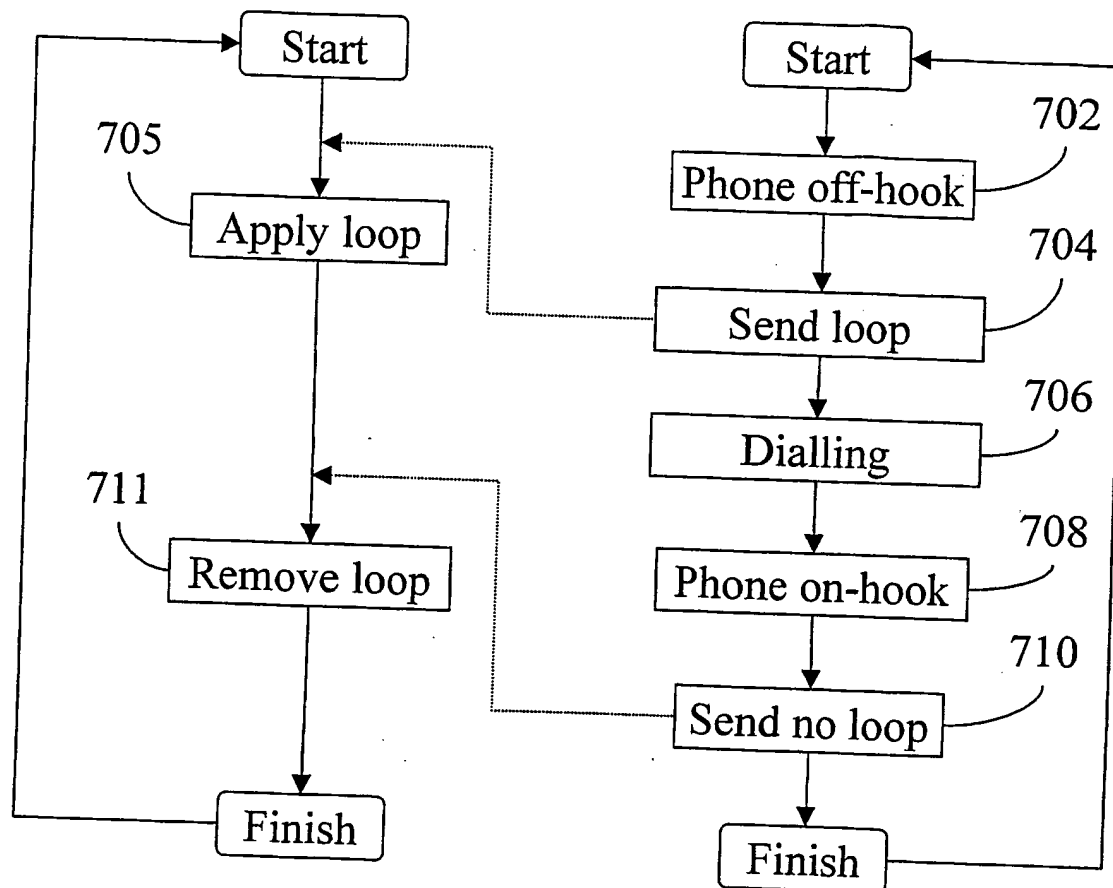 Start
705
Apply loop
711
Remove loop
Finish
Start
702
Phone off-hook
704
Send loop
706
Dialling
708
Phone on-hook
710
Send no loop
Finish